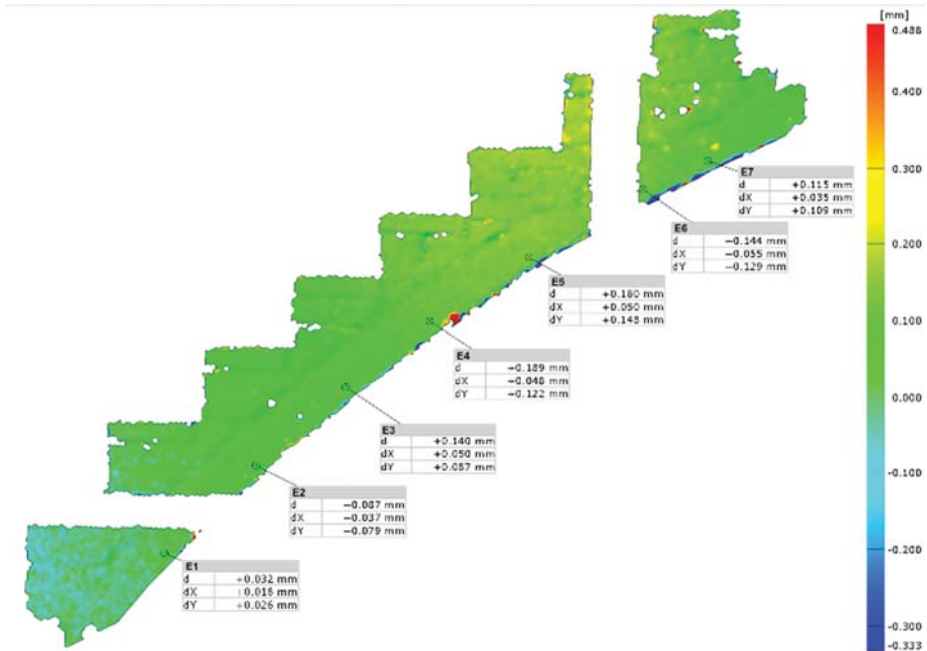 [mm]
0.488
0.400
0.300
0.200
0.100
0.000
-0.100
-0.200
-0.300
-0.333
E7
d +0.115 mm
dX +0.035 mm
dY +0.109 mm
E6
d -0.144 mm
dX -0.055 mm
dY -0.129 mm
E5
d +0.180 mm
dX +0.050 mm
dY +0.148 mm
E4
d -0.189 mm
dX -0.048 mm
dY -0.122 mm
E3
d +0.140 mm
dX +0.050 mm
dY +0.087 mm
E2
d -0.087 mm
dX -0.037 mm
dY -0.079 mm
E1
d +0.032 mm
dX +0.018 mm
dY +0.026 mm